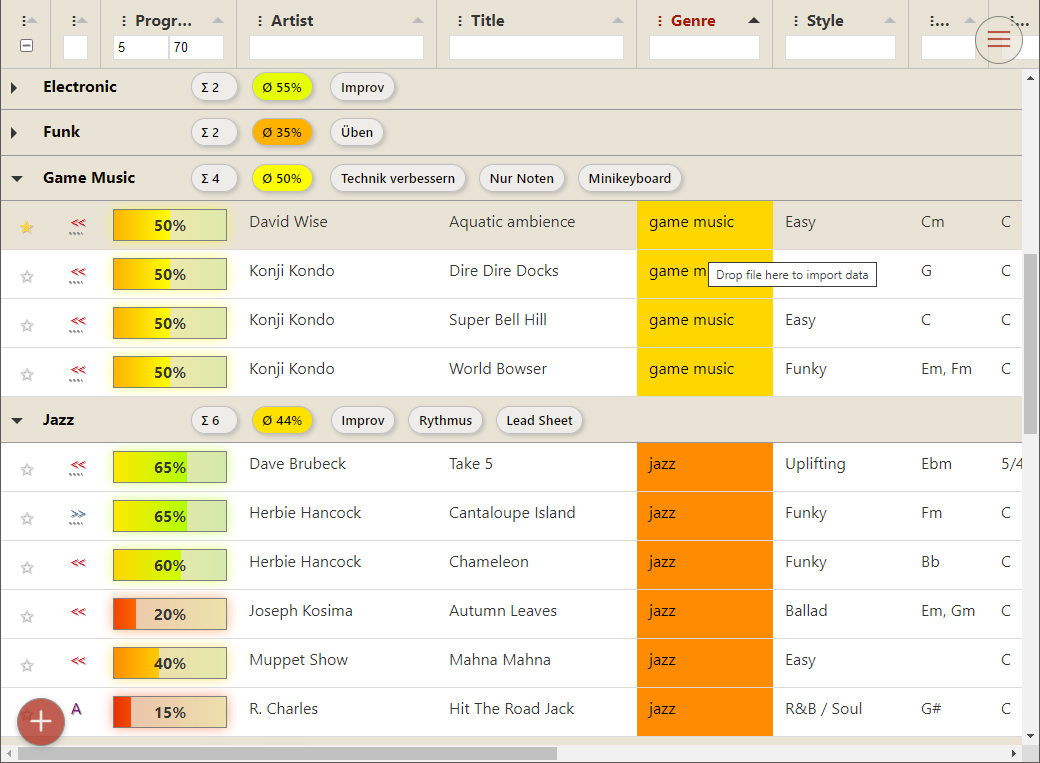 Progr... Artist Title Genre Style ... ...
5 70
Electronic Σ 2 Ø 55% Improv
Funk Σ 2 Ø 35% Üben
Game Music Σ 4 Ø 50% Technik verbessern Nur Noten Minikeyboard
<< 50% David Wise Aquatic ambience game music Easy Cm C
<< 50% Konji Kondo Dire Dire Docks game m G C
Drop file here to import data
<< 50% Konji Kondo Super Bell Hill game music Easy C C
<< 50% Konji Kondo World Bowser game music Funky Em, Fm C
Jazz Σ 6 Ø 44% Improv Rythmus Lead Sheet
<< 65% Dave Brubeck Take 5 jazz Uplifting Ebm 5/4
>> 65% Herbie Hancock Cantaloupe Island jazz Funky Fm C
<< 60% Herbie Hancock Chameleon jazz Funky Bb C
<< 20% Joseph Kosima Autumn Leaves jazz Ballad Em, Gm C
<< 40% Muppet Show Mahna Mahna jazz Easy C
A 15% R. Charles Hit The Road Jack jazz R&B / Soul G# C